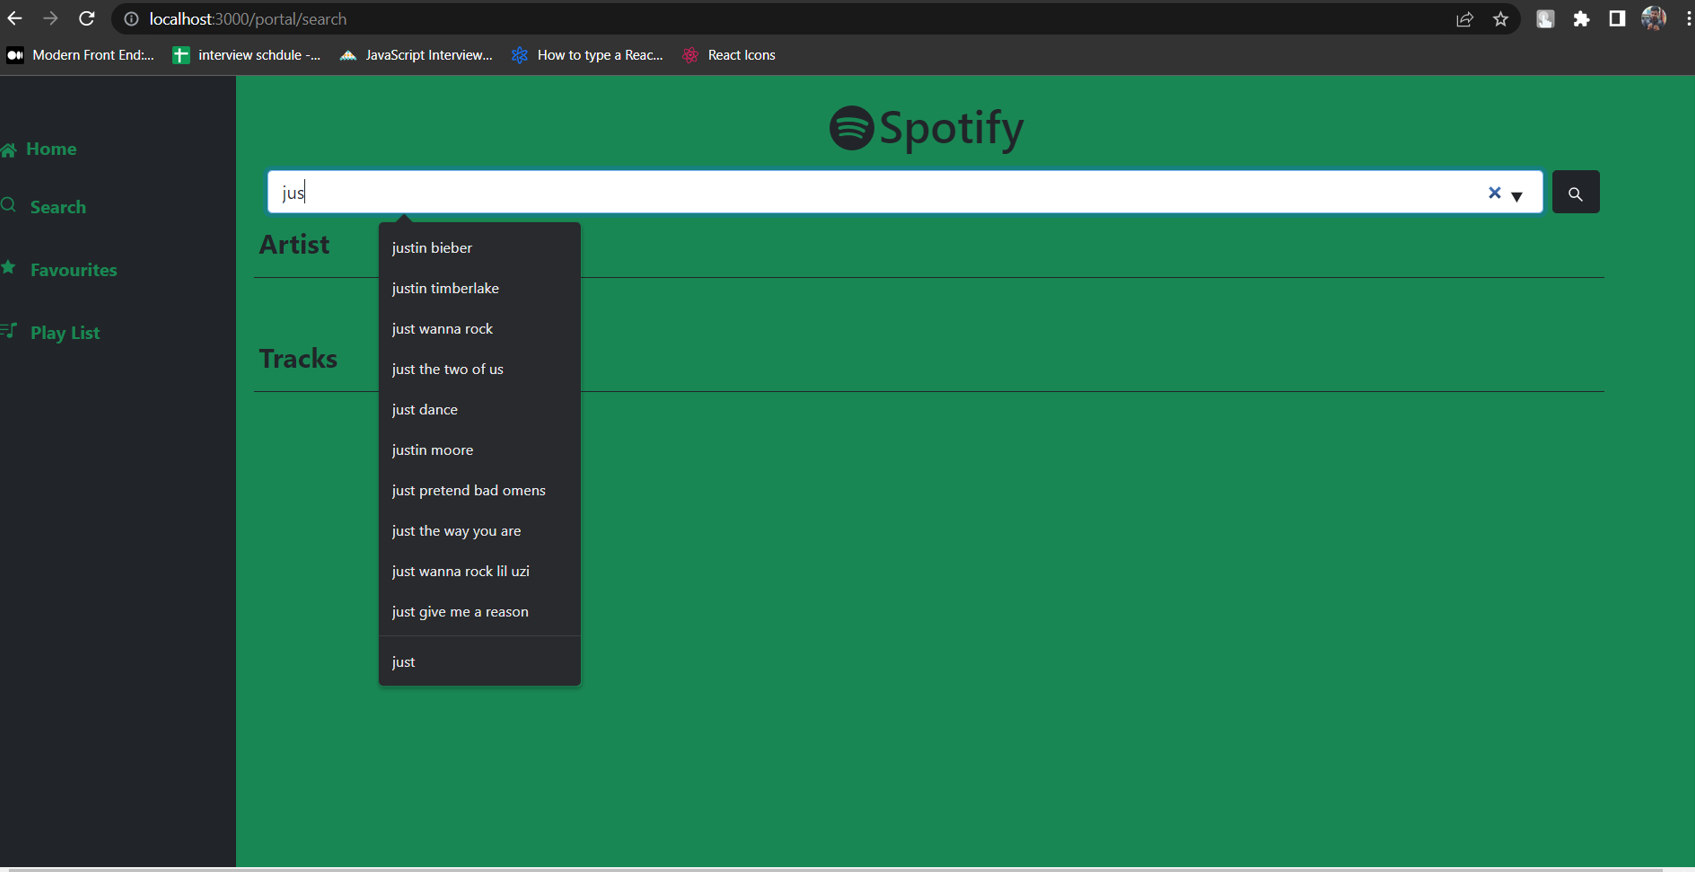 localhost:3000/portal/search
Modern Front End:... interview schdule -... JavaScript Interview... How to type a Reac... React Icons
Spotify
Home
Search
Favourites
Play List
jus
Artist
justin bieber
justin timberlake
just wanna rock
just the two of us
just dance
justin moore
just pretend bad omens
just the way you are
just wanna rock lil uzi
just give me a reason
just
Tracks